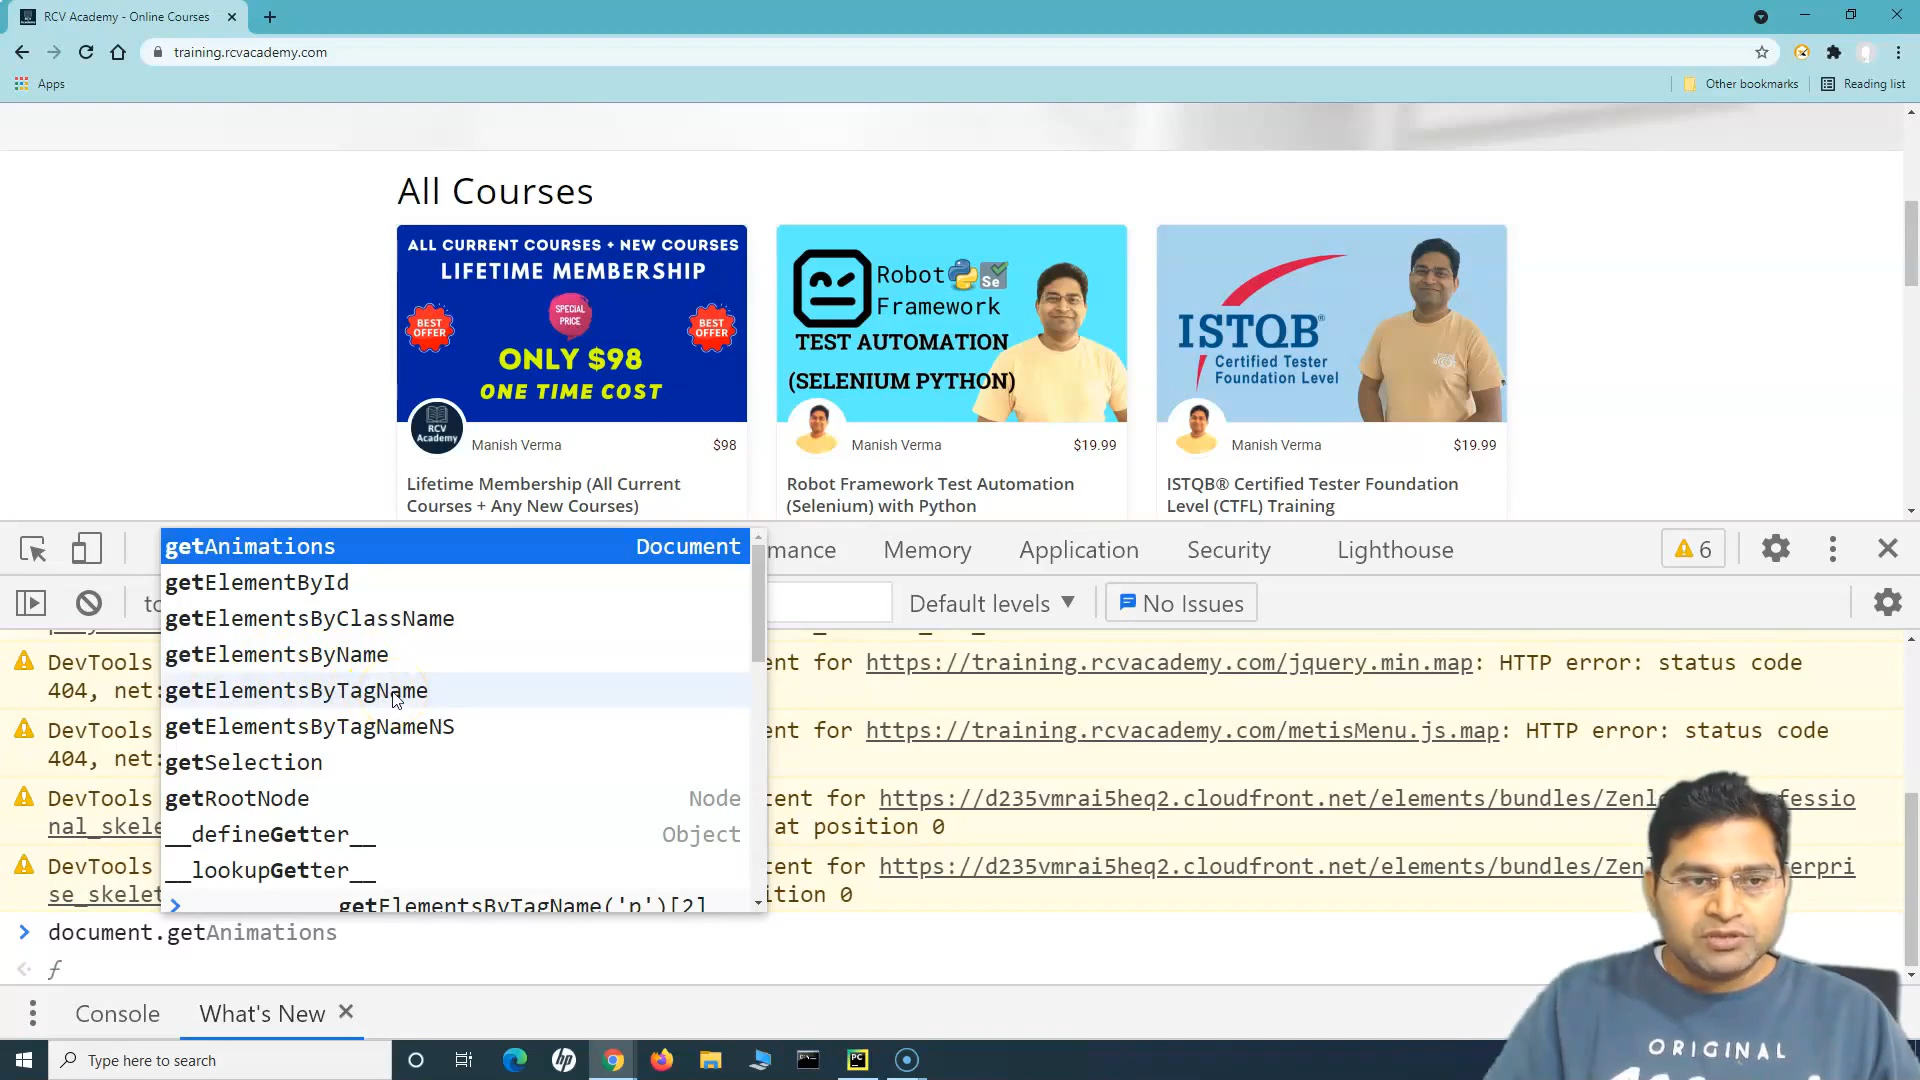 RCV Academy - Online Courses
training.rcvacademy.com
Apps
Other bookmarks
Reading list
All Courses
ALL CURRENT COURSES + NEW COURSES
LIFETIME MEMBERSHIP
SPECIAL
PRICE
BEST
OFFER
BEST
OFFER
ONLY $98
ONE TIME COST
RCV
Academy
Manish Verma
$98
Lifetime Membership (All Current
Courses + Any New Courses)
Robot
Se
Framework
TEST AUTOMATION
(SELENIUM PYTHON)
Manish Verma
$19.99
Robot Framework Test Automation
(Selenium) with Python
ISTQB®
Certified Tester
Foundation Level
Manish Verma
$19.99
ISTQB® Certified Tester Foundation
Level (CTFL) Training
mance
Memory
Application
Security
Lighthouse
6
to
Default levels
No Issues
getAnimations
Document
getElementById
getElementsByClassName
getElementsByName
getElementsByTagName
getElementsByTagNameNS
getSelection
getRootNode
Node
__defineGetter__
Object
__lookupGetter__
getElementsByTagName('p')[2]
DevTools
ent for https://training.rcvacademy.com/jquery.min.map: HTTP error: status code
404, net:
DevTools
ent for https://training.rcvacademy.com/metisMenu.js.map: HTTP error: status code
404, net:
DevTools
tent for https://d235vmrai5heq2.cloudfront.net/elements/bundles/Zenl
fessio
nal_skele
at position 0
DevTools
ent for https://d235vmrai5heq2.cloudfront.net/elements/bundles/Zenl
erpri
se_skelet
ition 0
document.getAnimations
f
Console
What's New
Type here to search
hp
PC
ORIGINAL